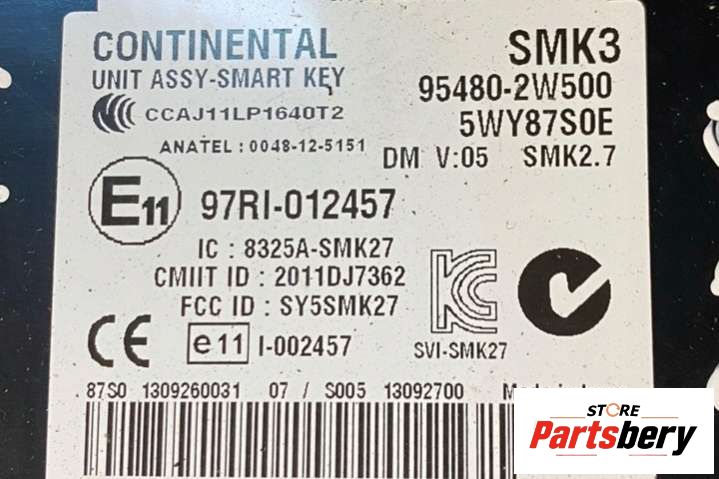 CONTINENTAL
SMK3
UNIT ASSY-SMART KEY
95480-2W500
CCAJ11LP1640T2
5WY87S0E
ANATEL : 0048-12-5151
DM V:05 SMK2.7
E11 97RI-012457
IC : 8325A-SMK27
CMIIT ID : 2011DJ7362
FCC ID : SY5SMK27
CE e11 I-002457
SVI-SMK27
87S0 1309260031 07 / S005 13092700
STORE
Partsbery